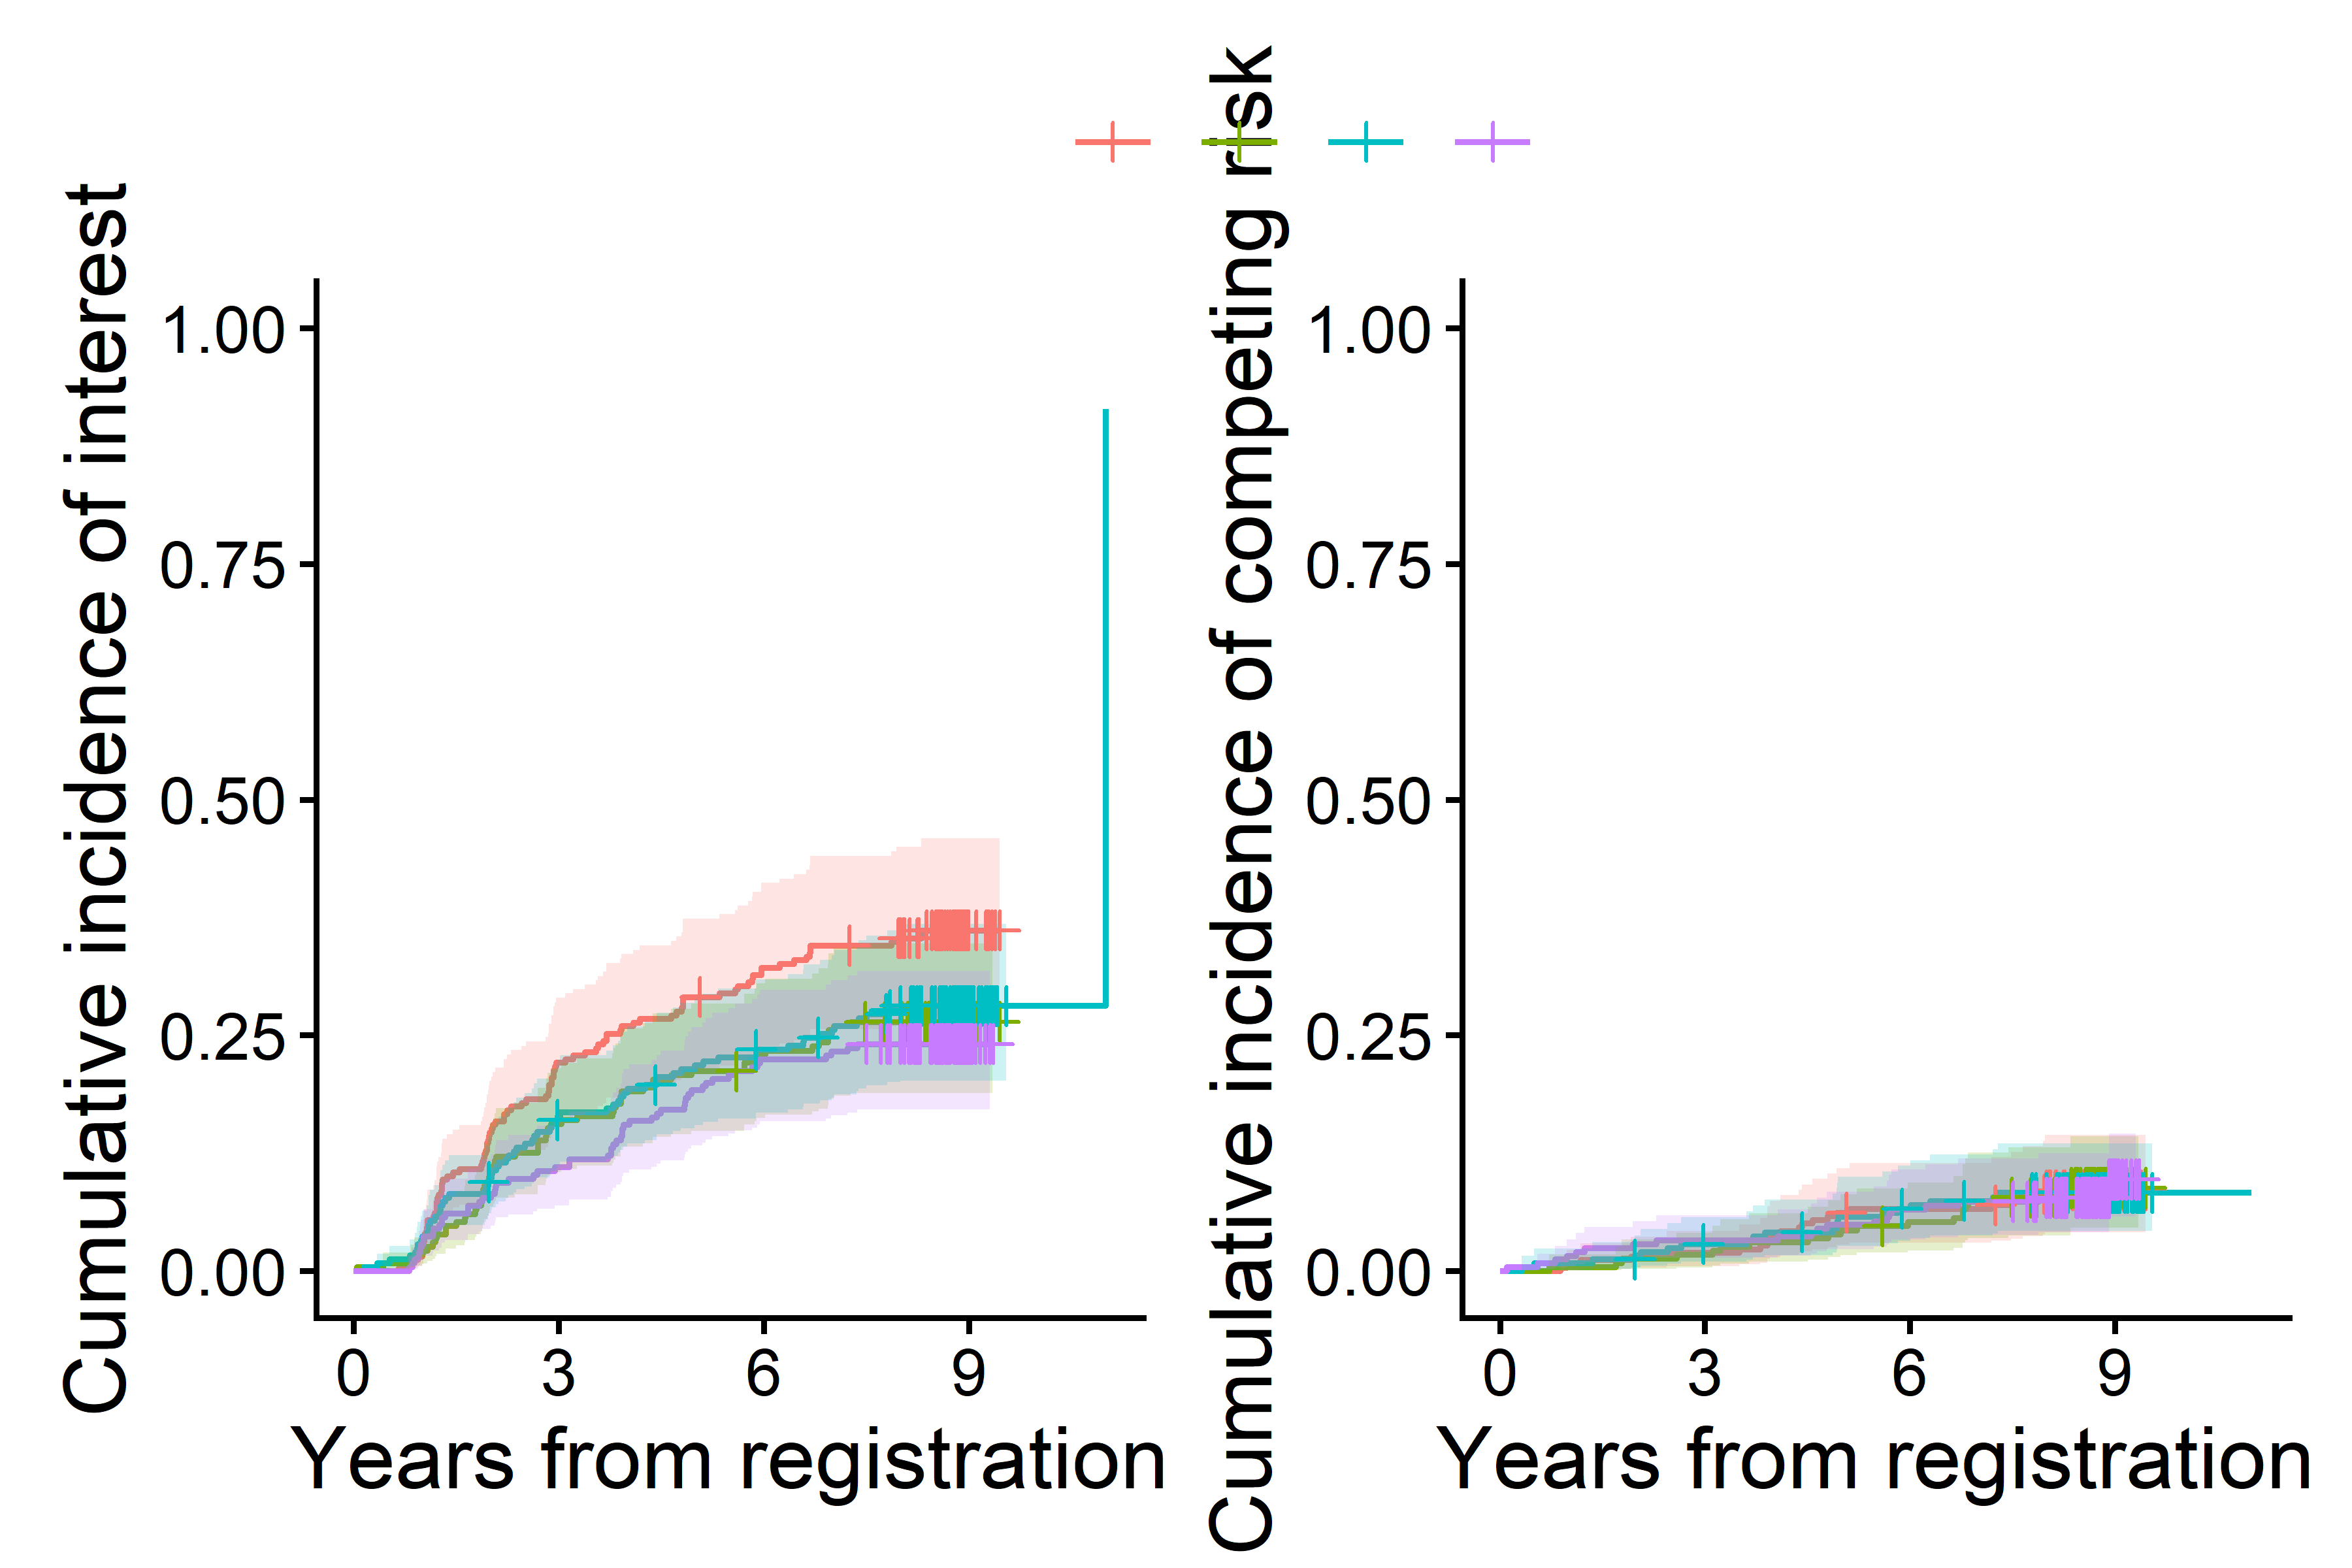 Cumulative incidence of interest
1.00
0.75
0.50
0.25
0.00
0 3 6 9
Years from registration
Cumulative incidence of competing risk
1.00
0.75
0.50
0.25
0.00
0 3 6 9
Years from registration